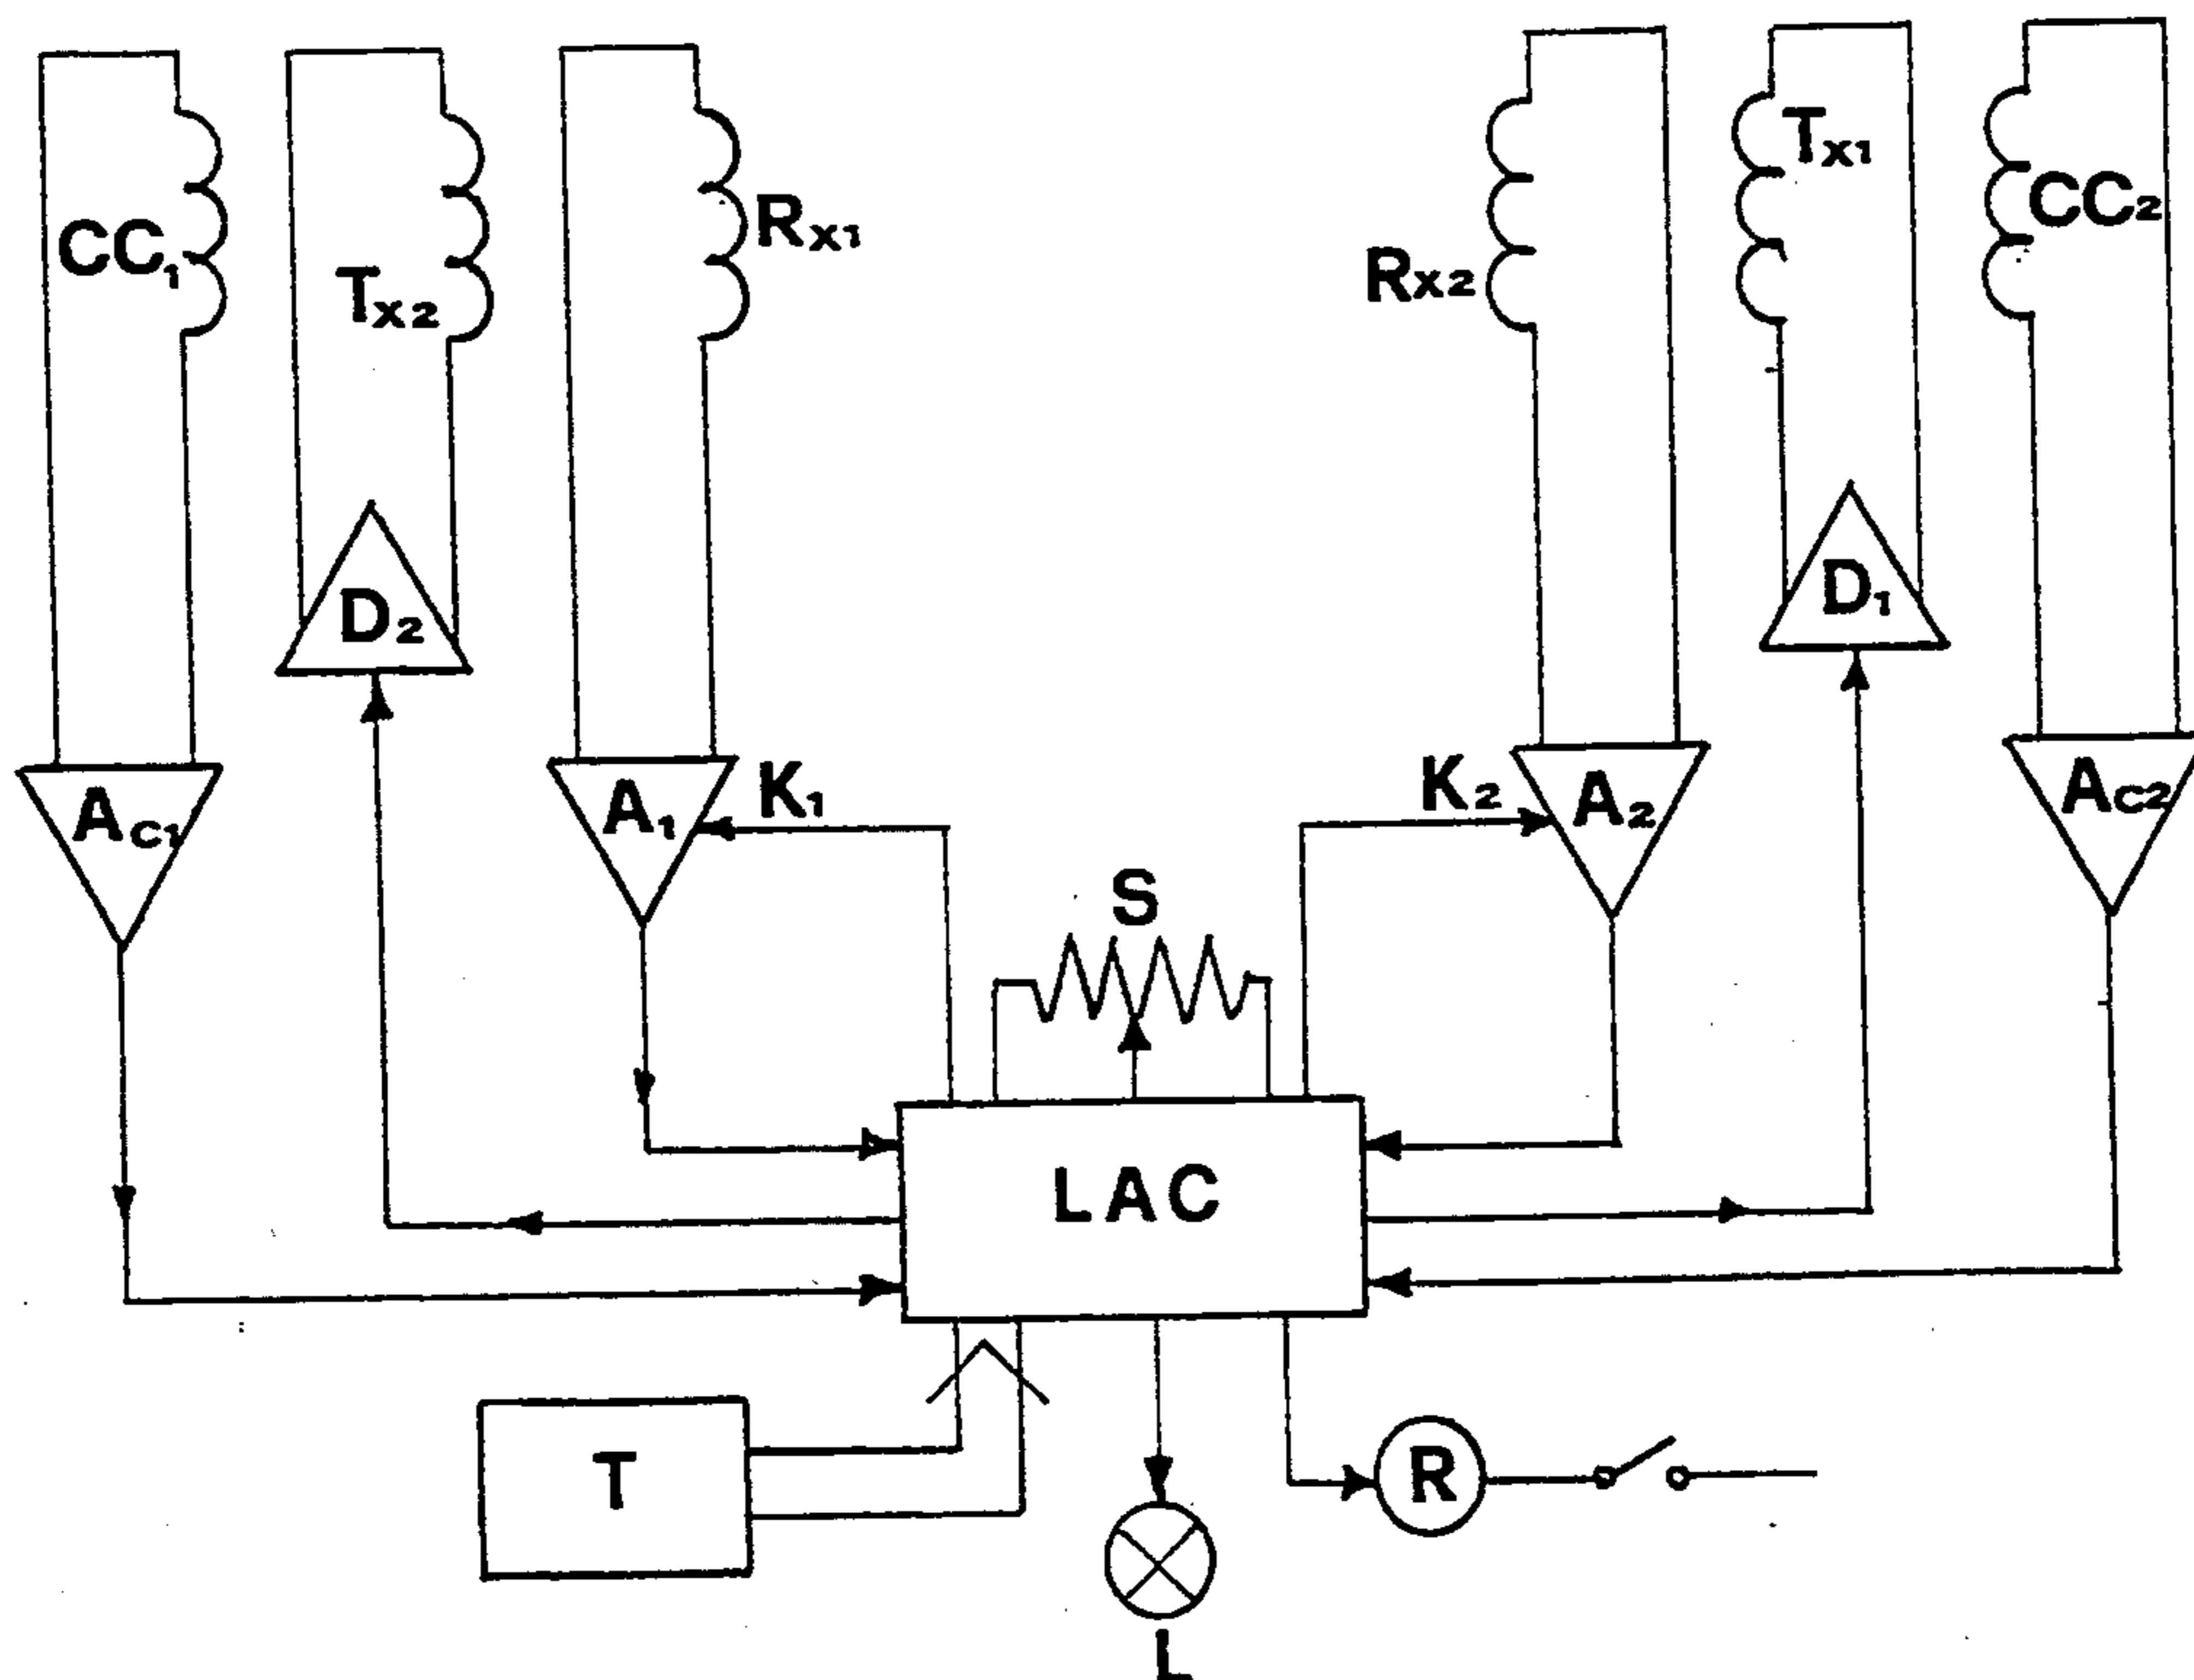 CC₁
Tx₂
Rx₁
Rx₂
Tx₁
CC₂
D₂
D₁
Ac₁
A₁
K₁
K₂
A₂
Ac₂
S
LAC
T
R
L